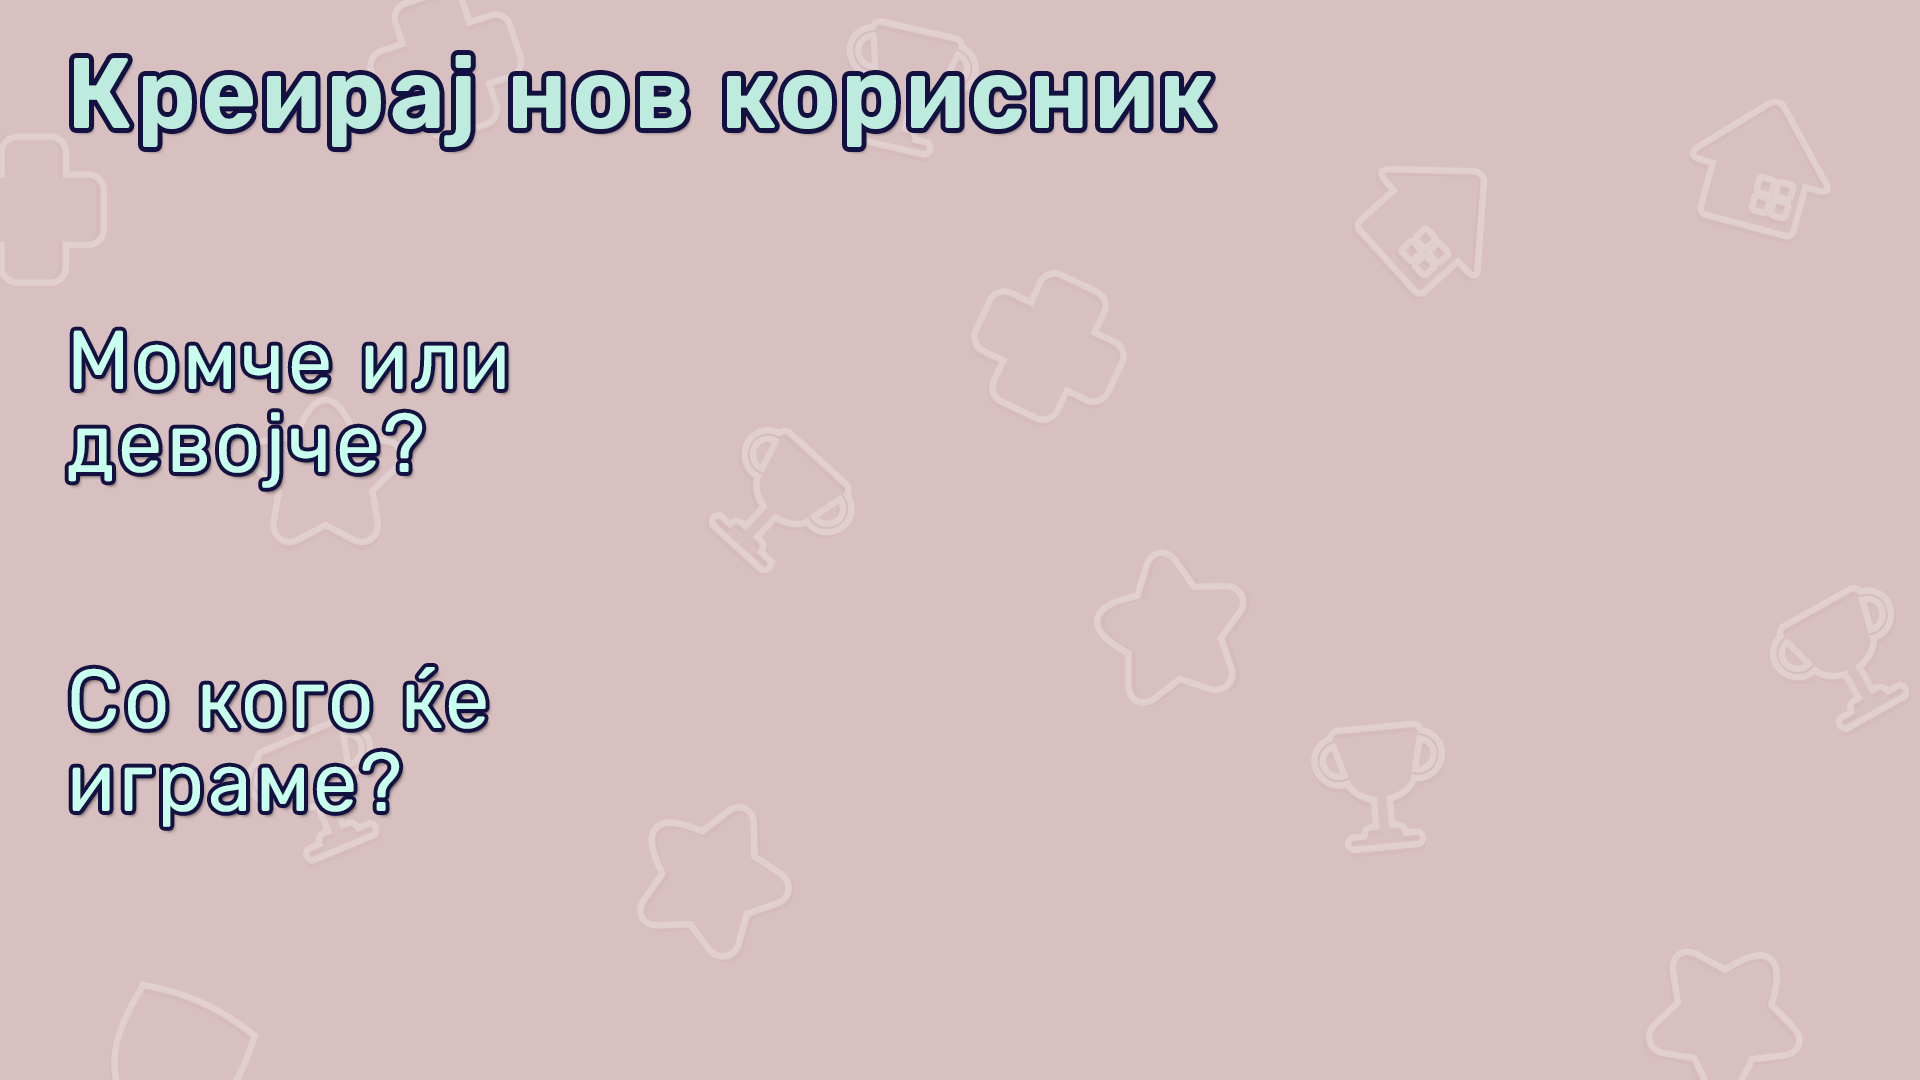 Креирај нов корисник
Момче или
девојче?
Со кого ќе
играме?